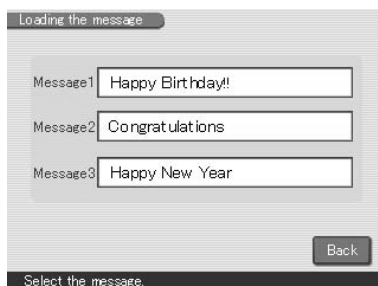 Loading the message
Message1 Happy Birthday!!
Message2 Congratulations
Message3 Happy New Year
Back
Select the message.